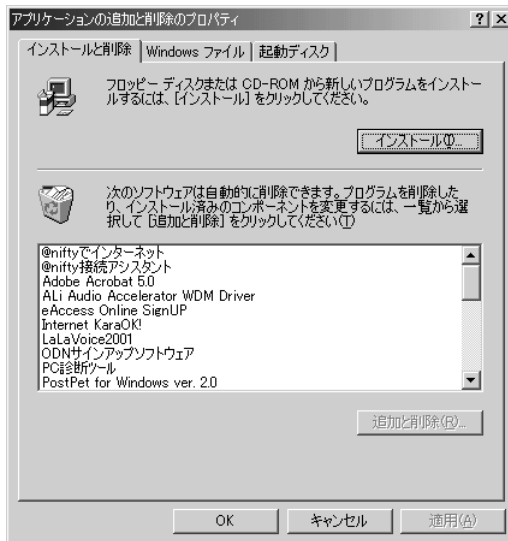 アプリケーションの追加と削除のプロパティ
インストールと削除 Windows ファイル 起動ディスク
フロッピー ディスクまたは CD-ROM から新しいプログラムをインストー
ルするには、[インストール] をクリックしてください。
インストール(I)...
次のソフトウェアは自動的に削除できます。プログラムを削除した
り、インストール済みのコンポーネントを変更するには、一覧から選
択して [追加と削除] をクリックしてください(T)
@niftyでインターネット
@nifty接続アシスタント
Adobe Acrobat 5.0
ALi Audio Accelerator WDM Driver
eAccess Online SignUP
Internet KaraOK!
LaLaVoice2001
ODNサインアップソフトウェア
PC診断ツール
PostPet for Windows ver. 2.0
追加と削除(R)...
OK キャンセル 適用(A)